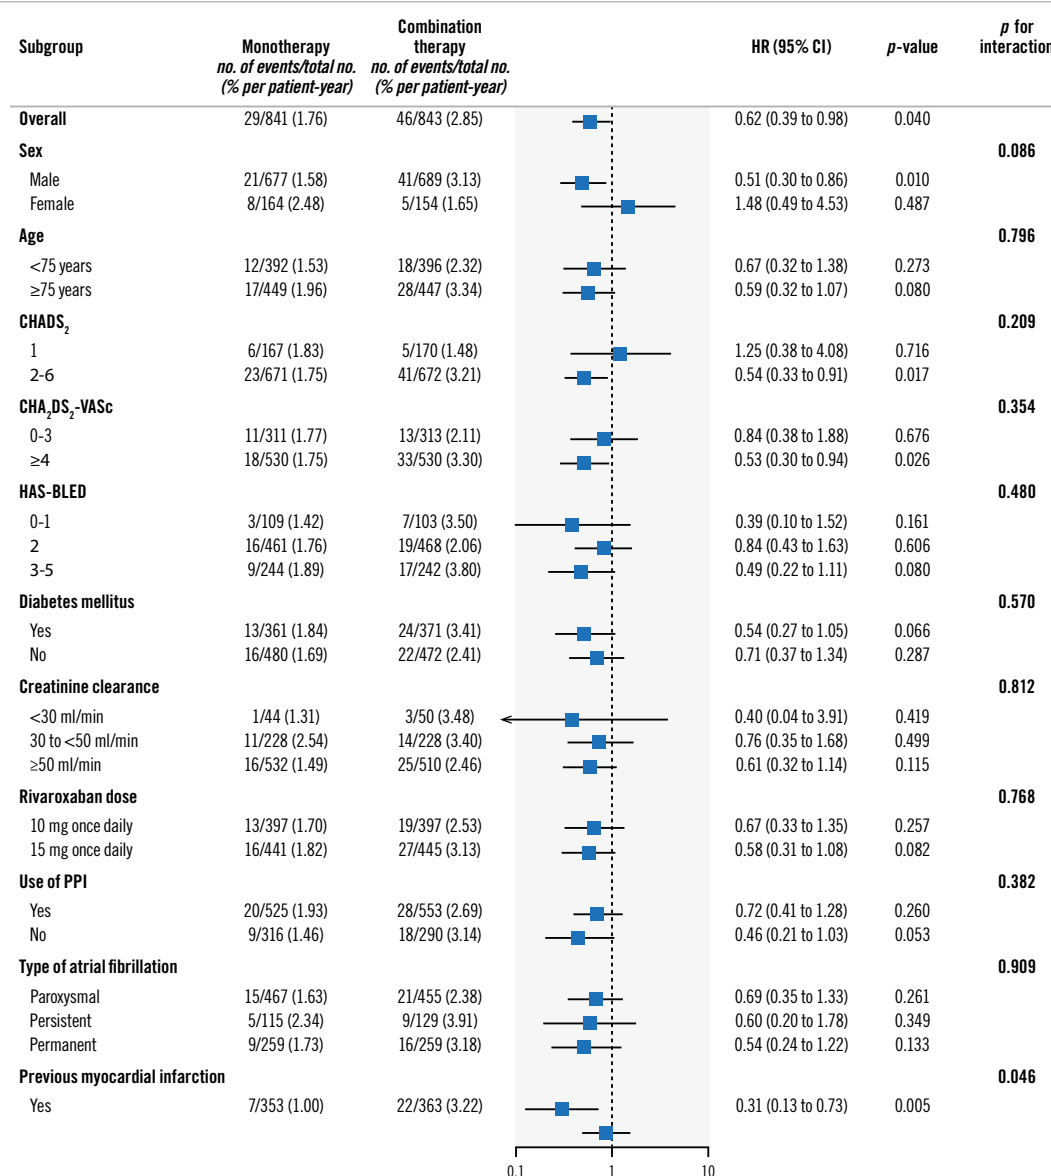 Subgroup Monotherapy no. of events/total no. (% per patient-year) Combination therapy no. of events/total no. (% per patient-year) HR (95% CI) p-value p for interaction
Overall 29/841 (1.76) 46/843 (2.85) 0.62 (0.39 to 0.98) 0.040
Sex 0.086
Male 21/677 (1.58) 41/689 (3.13) 0.51 (0.30 to 0.86) 0.010
Female 8/164 (2.48) 5/154 (1.65) 1.48 (0.49 to 4.53) 0.487
Age 0.796
<75 years 12/392 (1.53) 18/396 (2.32) 0.67 (0.32 to 1.38) 0.273
≥75 years 17/449 (1.96) 28/447 (3.34) 0.59 (0.32 to 1.07) 0.080
CHADS₂ 0.209
1 6/167 (1.83) 5/170 (1.48) 1.25 (0.38 to 4.08) 0.716
2-6 23/671 (1.75) 41/672 (3.21) 0.54 (0.33 to 0.91) 0.017
CHA₂DS₂-VASc 0.354
0-3 11/311 (1.77) 13/313 (2.11) 0.84 (0.38 to 1.88) 0.676
≥4 18/530 (1.75) 33/530 (3.30) 0.53 (0.30 to 0.94) 0.026
HAS-BLED 0.480
0-1 3/109 (1.42) 7/103 (3.50) 0.39 (0.10 to 1.52) 0.161
2 16/461 (1.76) 19/468 (2.06) 0.84 (0.43 to 1.63) 0.606
3-5 9/244 (1.89) 17/242 (3.80) 0.49 (0.22 to 1.11) 0.080
Diabetes mellitus 0.570
Yes 13/361 (1.84) 24/371 (3.41) 0.54 (0.27 to 1.05) 0.066
No 16/480 (1.69) 22/472 (2.41) 0.71 (0.37 to 1.34) 0.287
Creatinine clearance 0.812
<30 ml/min 1/44 (1.31) 3/50 (3.48) 0.40 (0.04 to 3.91) 0.419
30 to <50 ml/min 11/228 (2.54) 14/228 (3.40) 0.76 (0.35 to 1.68) 0.499
≥50 ml/min 16/532 (1.49) 25/510 (2.46) 0.61 (0.32 to 1.14) 0.115
Rivaroxaban dose 0.768
10 mg once daily 13/397 (1.70) 19/397 (2.53) 0.67 (0.33 to 1.35) 0.257
15 mg once daily 16/441 (1.82) 27/445 (3.13) 0.58 (0.31 to 1.08) 0.082
Use of PPI 0.382
Yes 20/525 (1.93) 28/553 (2.69) 0.72 (0.41 to 1.28) 0.260
No 9/316 (1.46) 18/290 (3.14) 0.46 (0.21 to 1.03) 0.053
Type of atrial fibrillation 0.909
Paroxysmal 15/467 (1.63) 21/455 (2.38) 0.69 (0.35 to 1.33) 0.261
Persistent 5/115 (2.34) 9/129 (3.91) 0.60 (0.20 to 1.78) 0.349
Permanent 9/259 (1.73) 16/259 (3.18) 0.54 (0.24 to 1.22) 0.133
Previous myocardial infarction 0.046
Yes 7/353 (1.00) 22/363 (3.22) 0.31 (0.13 to 0.73) 0.005
0.1 1 10